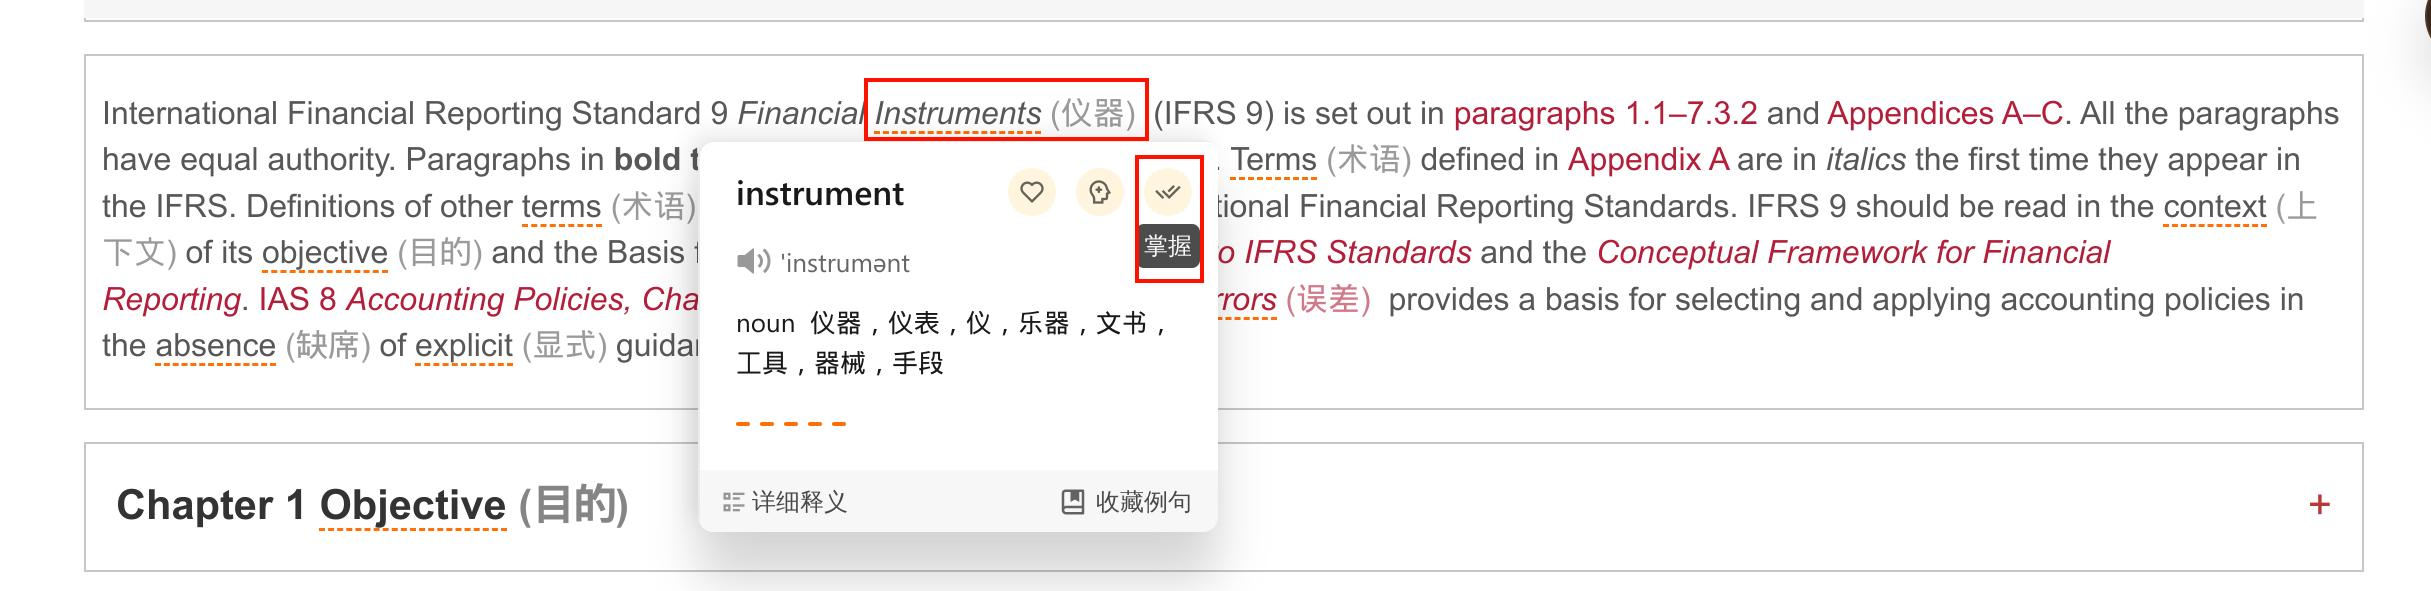 International Financial Reporting Standard 9 Financial Instruments (仪器) (IFRS 9) is set out in paragraphs 1.1–7.3.2 and Appendices A–C. All the paragraphs
have equal authority. Paragraphs in bold t . Terms (术语) defined in Appendix A are in italics the first time they appear in
the IFRS. Definitions of other terms (术语) tional Financial Reporting Standards. IFRS 9 should be read in the context (上
下文) of its objective (目的) and the Basis f o IFRS Standards and the Conceptual Framework for Financial
Reporting. IAS 8 Accounting Policies, Cha rrors (误差) provides a basis for selecting and applying accounting policies in
the absence (缺席) of explicit (显式) guidan
instrument
掌握
'instrumənt
noun 仪器，仪表，仪，乐器，文书，
工具，器械，手段
详细释义 收藏例句
Chapter 1 Objective (目的) +